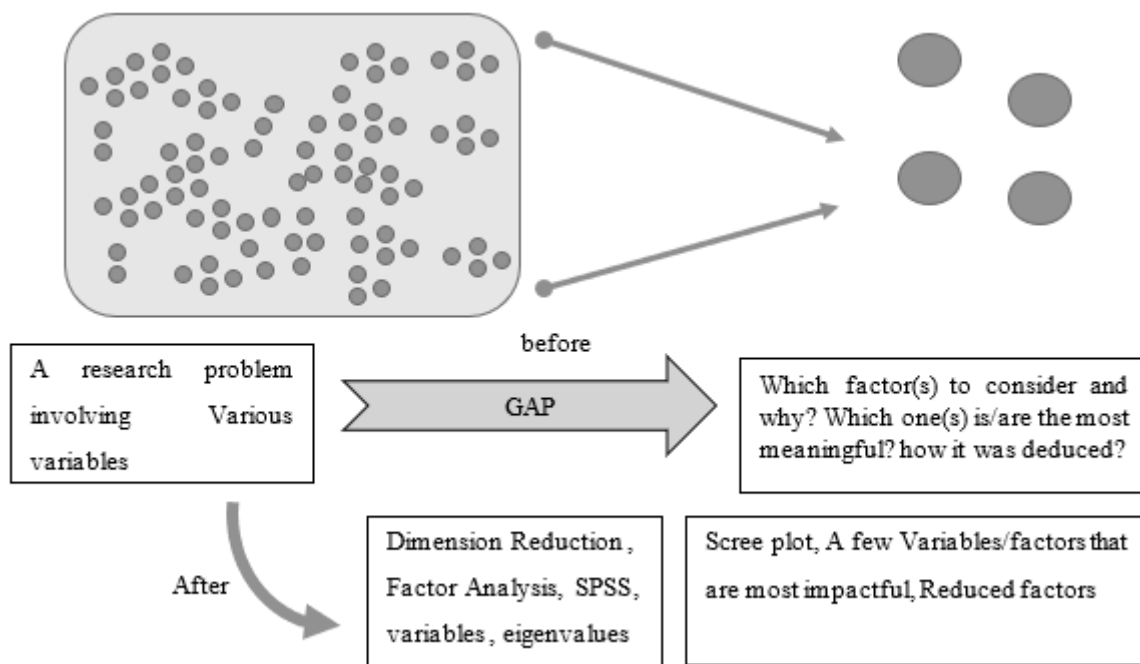 before
A research problem
involving Various
variables
GAP
Which factor(s) to consider and
why? Which one(s) is/are the most
meaningful? how it was deduced?
After
Dimension Reduction ,
Factor Analysis, SPSS,
variables , eigenvalues
Scree plot, A few Variables/factors that
are most impactful, Reduced factors